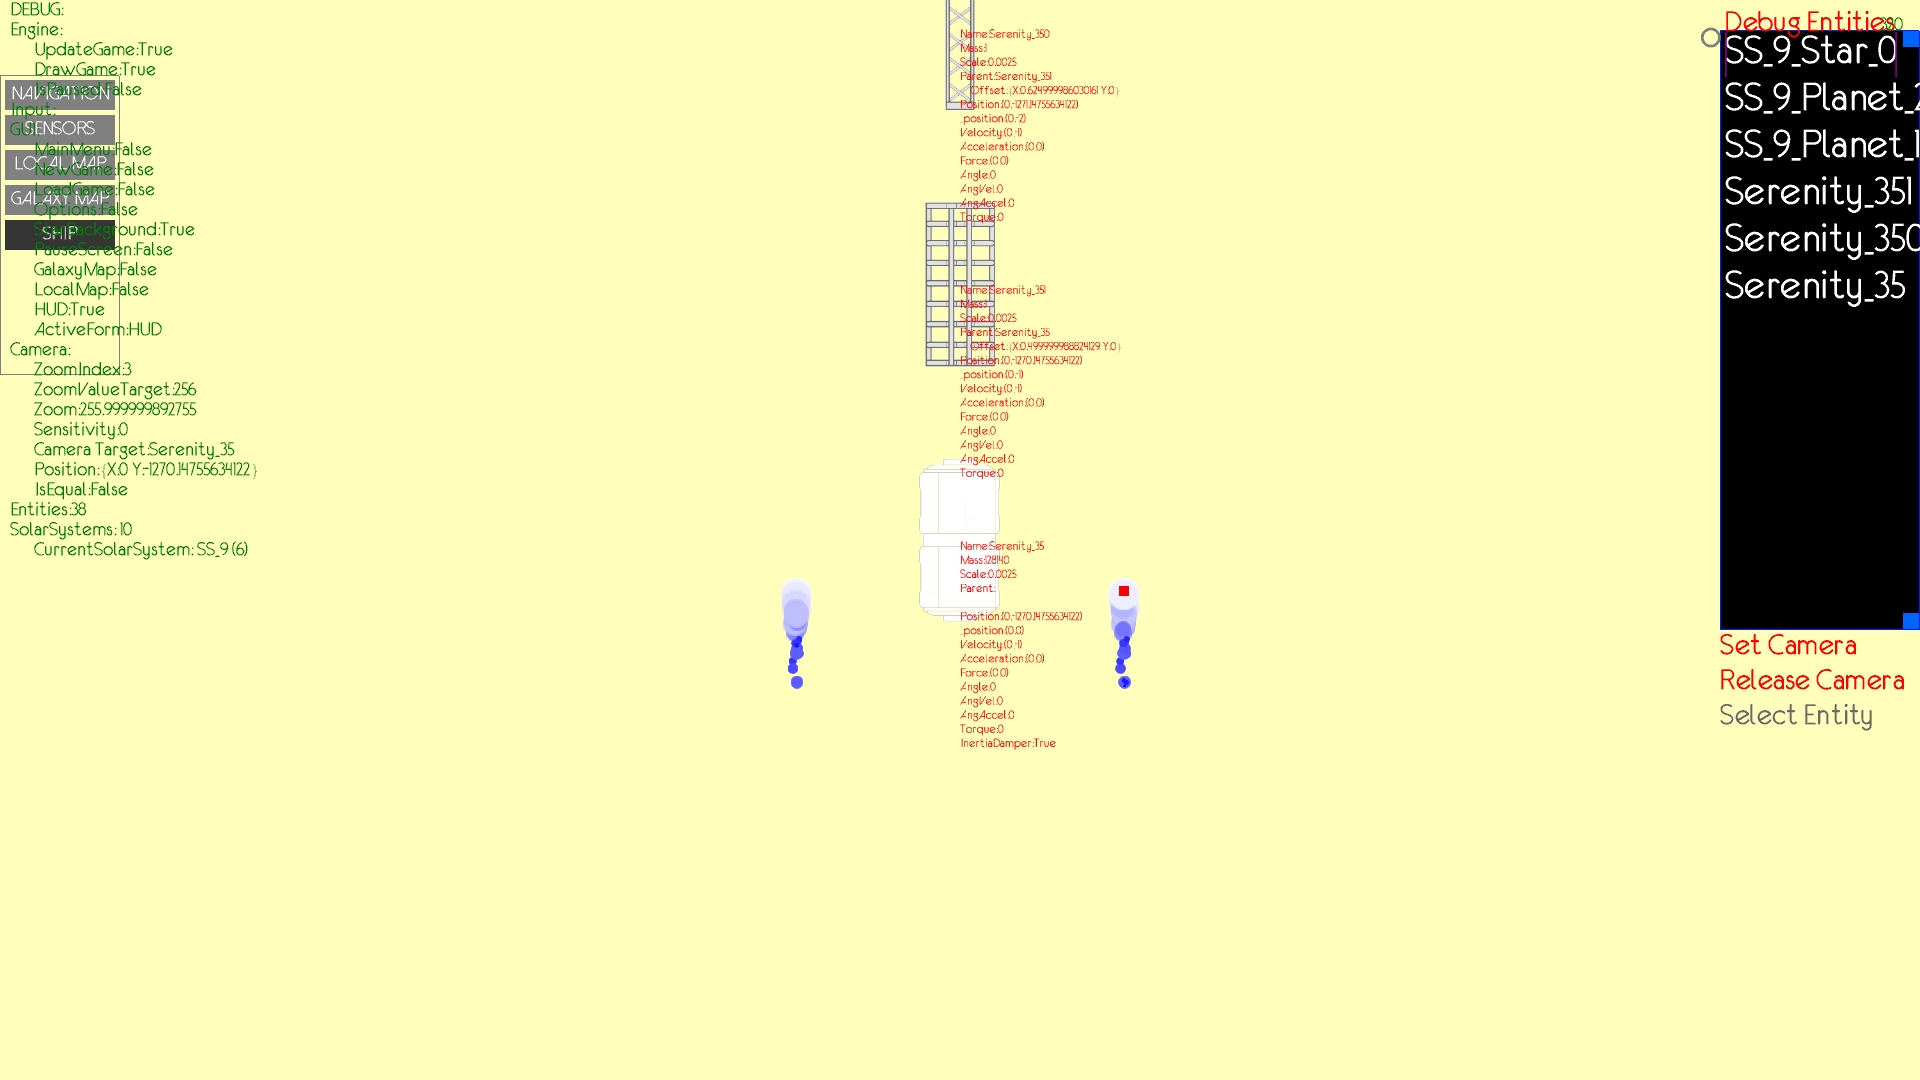 DEBUG:
Engine:
UpdateGame:True
DrawGame:True
IsPaused:False
Input:
GUI:
MainMenu:False
NewGame:False
LoadGame:False
Options:False
StarBackground:True
PauseScreen:False
GalaxyMap:False
LocalMap:False
HUD:True
ActiveForm:HUD
Camera:
ZoomIndex:3
ZoomValueTarget:256
Zoom:255.999999892755
Sensitivity:0
Camera Target:Serenity_35
Position:{X:0 Y:-1270.14755634122}
IsEqual:False
Entities:38
SolarSystems:10
CurrentSolarSystem: SS_9 (6)
NAVIGATION
SENSORS
LOCAL MAP
GALAXY MAP
SHIP
Name:Serenity_350
Mass:1
Scale:0.0025
Parent:Serenity_351
Offset:{X:0.624999986030161 Y:0}
Position:(0,-1271.14755634122)
_position:(0,-2)
Velocity:(0,-1)
Acceleration:(0,0)
Force:(0,0)
Angle:0
AngVel:0
AngAccel:0
Torque:0
Name:Serenity_351
Mass:1
Scale:0.0025
Parent:Serenity_35
Offset:{X:0.499999988824129 Y:0}
Position:(0,-1270.14755634122)
_position:(0,-1)
Velocity:(0,-1)
Acceleration:(0,0)
Force:(0,0)
Angle:0
AngVel:0
AngAccel:0
Torque:0
Name:Serenity_35
Mass:128140
Scale:0.0025
Parent:
Position:(0,-1270.14755634122)
_position:(0,0)
Velocity:(0,-1)
Acceleration:(0,0)
Force:(0,0)
Angle:0
AngVel:0
AngAccel:0
Torque:0
InertiaDamper:True
Debug Entities
SS_9_Star_0
SS_9_Planet_2
SS_9_Planet_1
Serenity_351
Serenity_350
Serenity_35
Set Camera
Release Camera
Select Entity